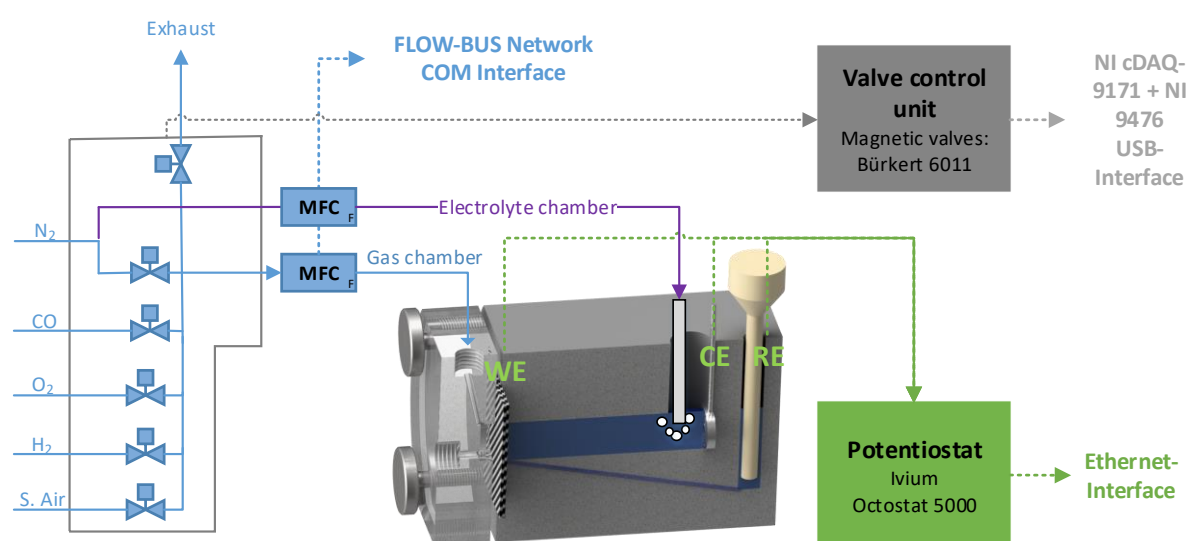 Exhaust
FLOW-BUS Network
COM Interface
Valve control
unit
Magnetic valves:
Bürkert 6011
NI cDAQ-
9171 + NI
9476
USB-
Interface
MFC F
Electrolyte chamber
N2
Gas chamber
MFC F
CO
WE
CE
RE
O2
H2
S. Air
Potentiostat
Ivium
Octostat 5000
Ethernet-
Interface